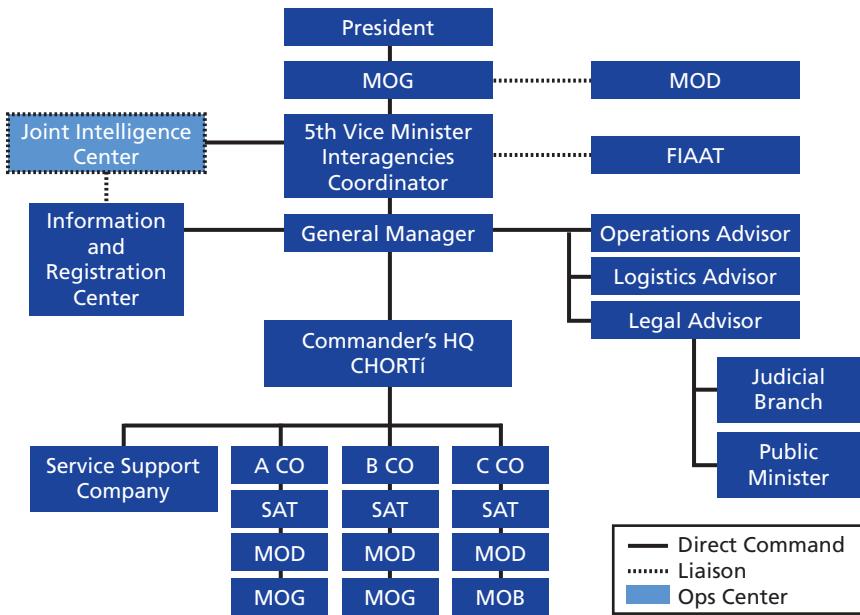 President
MOG
MOD
Joint Intelligence
Center
5th Vice Minister
Interagencies
Coordinator
FIAAT
Information
and
Registration
Center
General Manager
Operations Advisor
Logistics Advisor
Legal Advisor
Commander’s HQ
CHORTí
Judicial
Branch
Public
Minister
Service Support
Company
A CO
B CO
C CO
SAT
SAT
SAT
MOD
MOD
MOD
MOG
MOG
MOB
Direct Command
Liaison
Ops Center